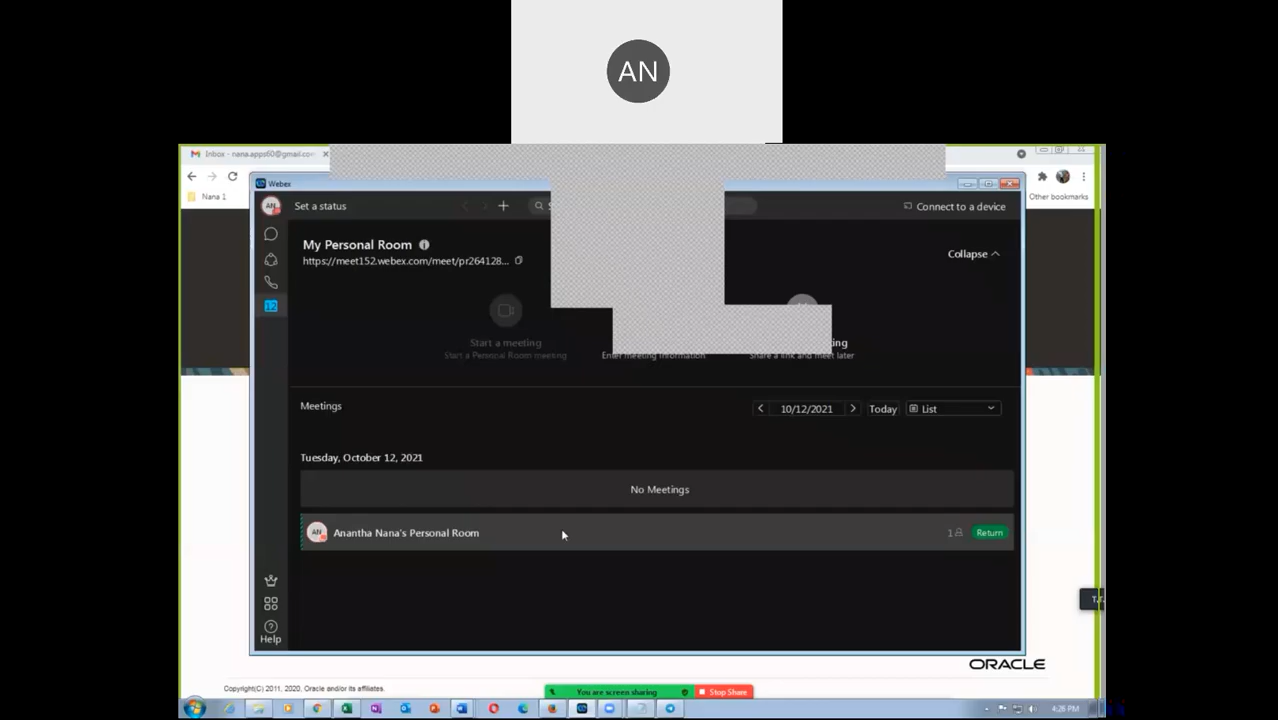 AN
Inbox - nana.apps60@gmail.com
Nana 1
Other bookmarks
Webex
AN
Set a status
Connect to a device
My Personal Room
https://meet152.webex.com/meet/pr264128...
Collapse
12
Start a meeting
Start a Personal Room meeting
Enter meeting information
Share a link and meet later
Meetings
10/12/2021
Today
List
Tuesday, October 12, 2021
No Meetings
AN
Anantha Nana's Personal Room
1
Return
Help
ORACLE
Copyright(C) 2011, 2020, Oracle and/or its affiliates.
You are screen sharing
Stop Share